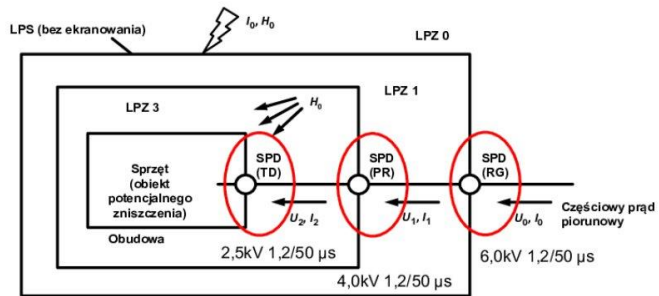 I₀, H₀
LPS (bez ekranowania)
LPZ 0
LPZ 1
LPZ 3
H₀
SPD
(TD)
SPD
(PR)
SPD
(RG)
Sprzęt
(obiekt
potencjalnego
zniszczenia)
Obudowa
U₂, I₂
U₁, I₁
U₀, I₀
Częściowy prąd
piorunowy
2,5kV 1,2/50 µs
4,0kV 1,2/50 µs
6,0kV 1,2/50 µs